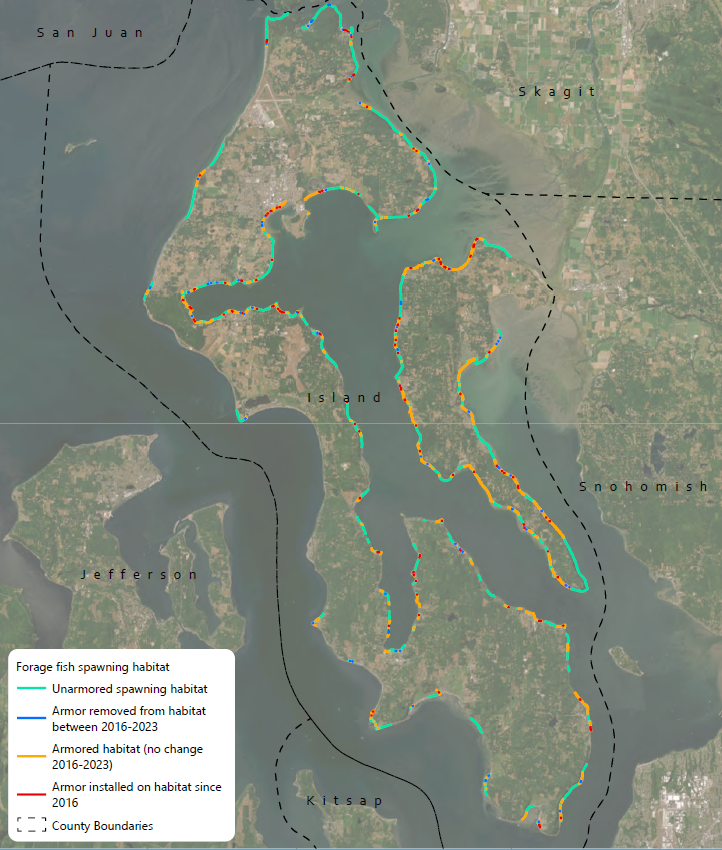 San Juan
Skagit
Island
Snohomish
Jefferson
Forage fish spawning habitat
Unarmored spawning habitat
Armor removed from habitat
between 2016-2023
Armored habitat (no change
2016-2023)
Armor installed on habitat since
2016
County Boundaries
Kitsap